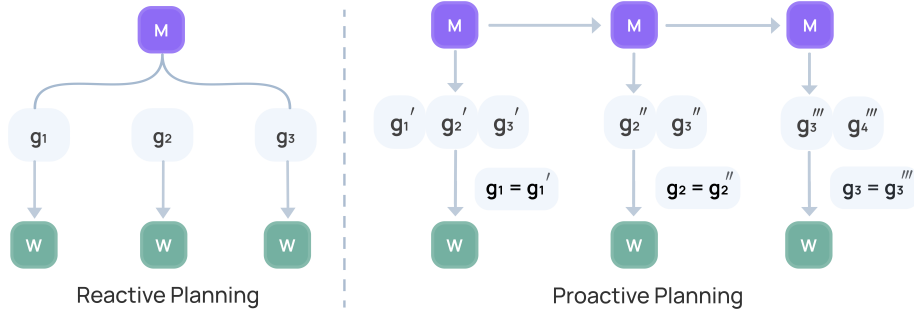 M
g1 g2 g3
W W W
Reactive Planning
M M M
g1′ g2′ g3′ g2″ g3″ g3‴ g4‴
g1 = g1′ g2 = g2″ g3 = g3‴
W W W
Proactive Planning